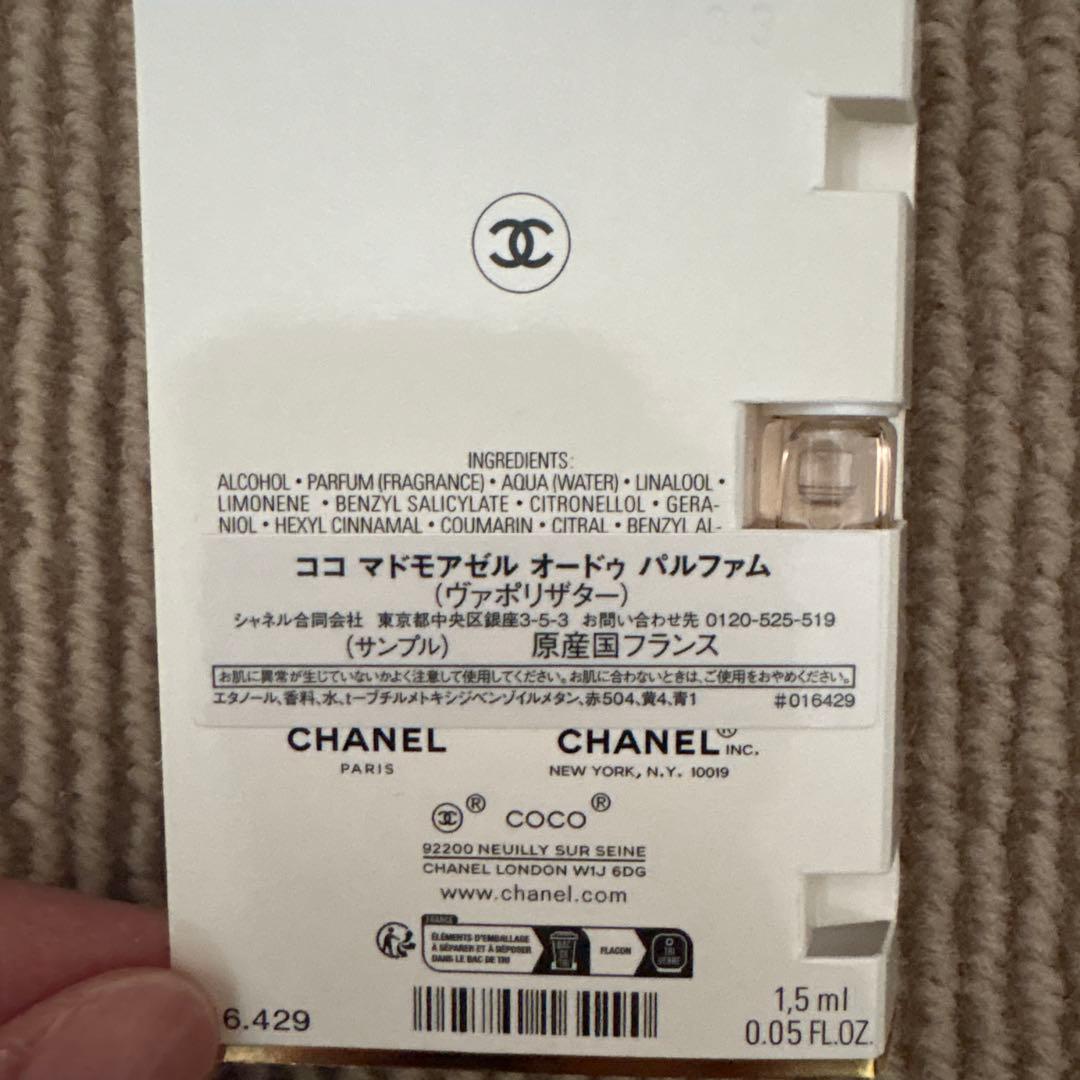 INGREDIENTS:
ALCOHOL • PARFUM (FRAGRANCE) • AQUA (WATER) • LINALOOL •
LIMONENE • BENZYL SALICYLATE • CITRONELLOL • GERA-
NIOL • HEXYL CINNAMAL • COUMARIN • CITRAL • BENZYL AL-
ココ マドモアゼル オードゥ パルファム
(ヴァポリザター)
シャネル合同会社 東京都中央区銀座3-5-3 お問い合わせ先 0120-525-519
(サンプル) 原産国フランス
お肌に異常が生じていないかよく注意して使用してください。お肌に合わないときは、ご使用をおやめください。
エタノール、香料、水、t-ブチルメトキシジベンゾイルメタン、赤504、黄4、青1 #016429
CHANEL CHANEL® INC.
PARIS NEW YORK, N.Y. 10019
® COCO®
92200 NEUILLY SUR SEINE
CHANEL LONDON W1J 6DG
www.chanel.com
FRANCE
ÉLÉMENTS D'EMBALLAGE
À SÉPARER ET À DÉPOSER
DANS LE BAC DE TRI
BAC DE TRI
FLACON
6.429
1,5 ml
0.05 FL.OZ.